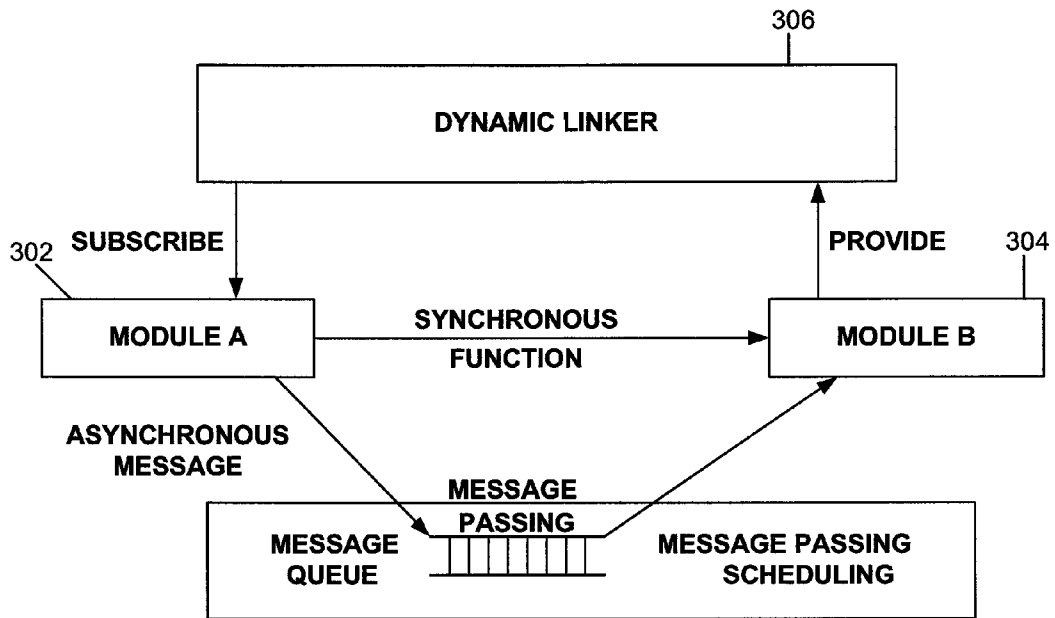 306
DYNAMIC LINKER
SUBSCRIBE
PROVIDE
302
304
MODULE A
SYNCHRONOUS
FUNCTION
MODULE B
ASYNCHRONOUS
MESSAGE
MESSAGE
PASSING
MESSAGE
QUEUE
MESSAGE PASSING
SCHEDULING